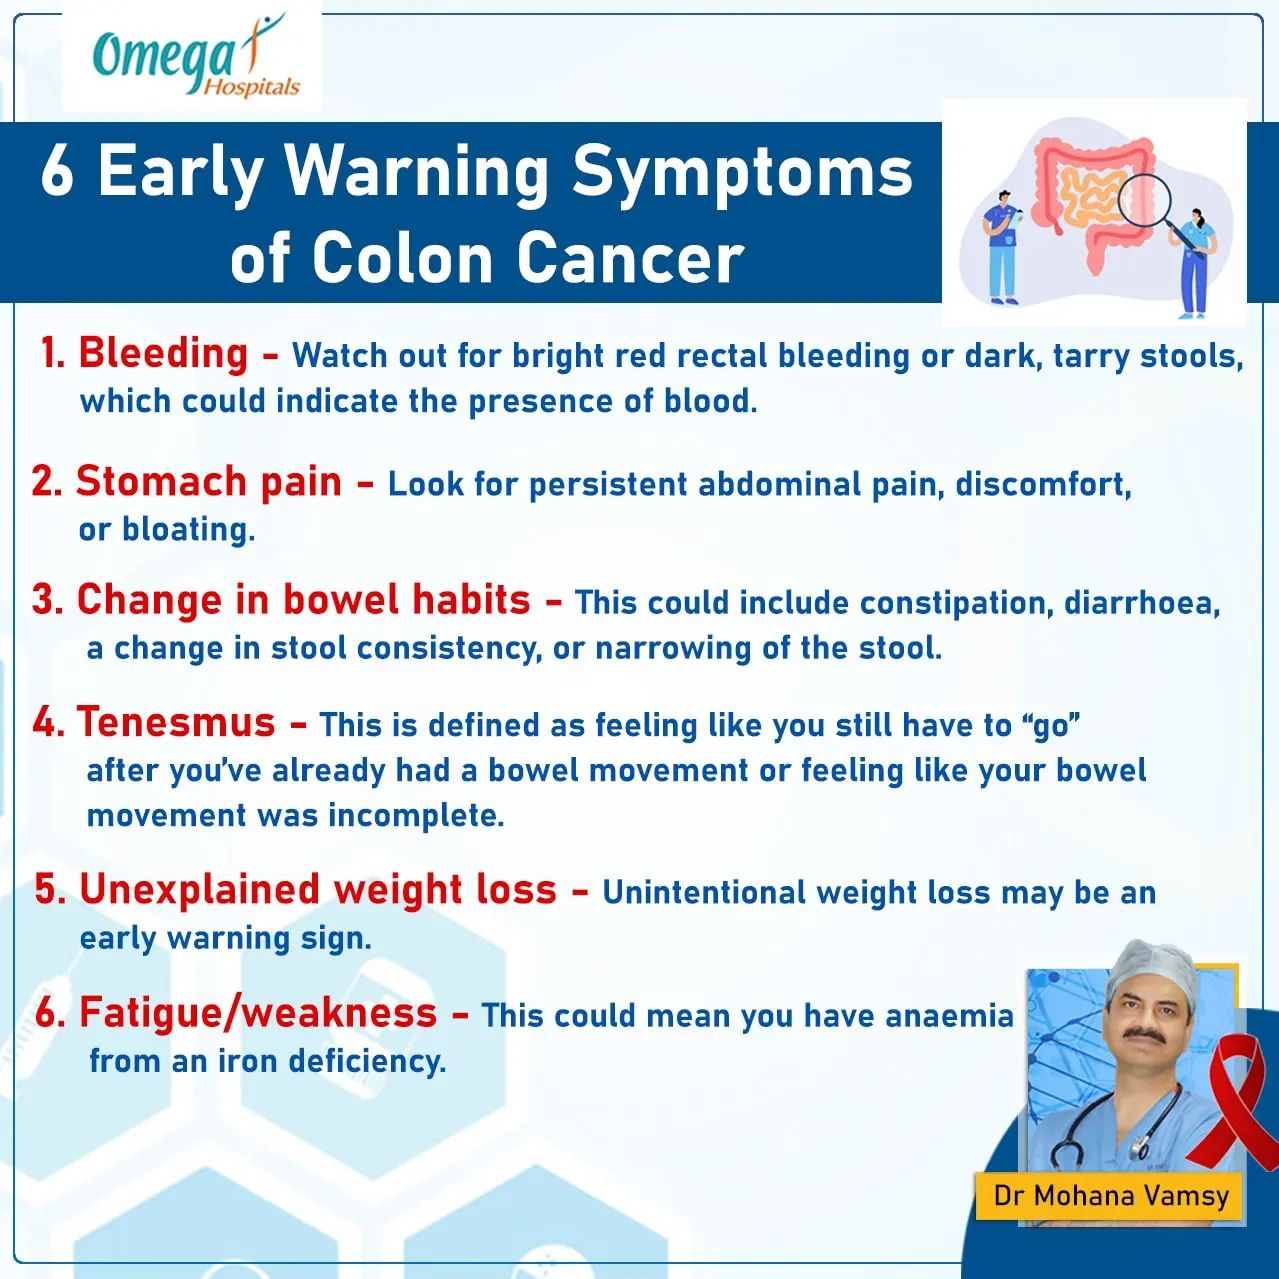 Omega
Hospitals
6 Early Warning Symptoms
of Colon Cancer
1. Bleeding - Watch out for bright red rectal bleeding or dark, tarry stools,
which could indicate the presence of blood.
2. Stomach pain - Look for persistent abdominal pain, discomfort,
or bloating.
3. Change in bowel habits - This could include constipation, diarrhoea,
a change in stool consistency, or narrowing of the stool.
4. Tenesmus - This is defined as feeling like you still have to “go”
after you’ve already had a bowel movement or feeling like your bowel
movement was incomplete.
5. Unexplained weight loss - Unintentional weight loss may be an
early warning sign.
6. Fatigue/weakness - This could mean you have anaemia
from an iron deficiency.
Dr Mohana Vamsy